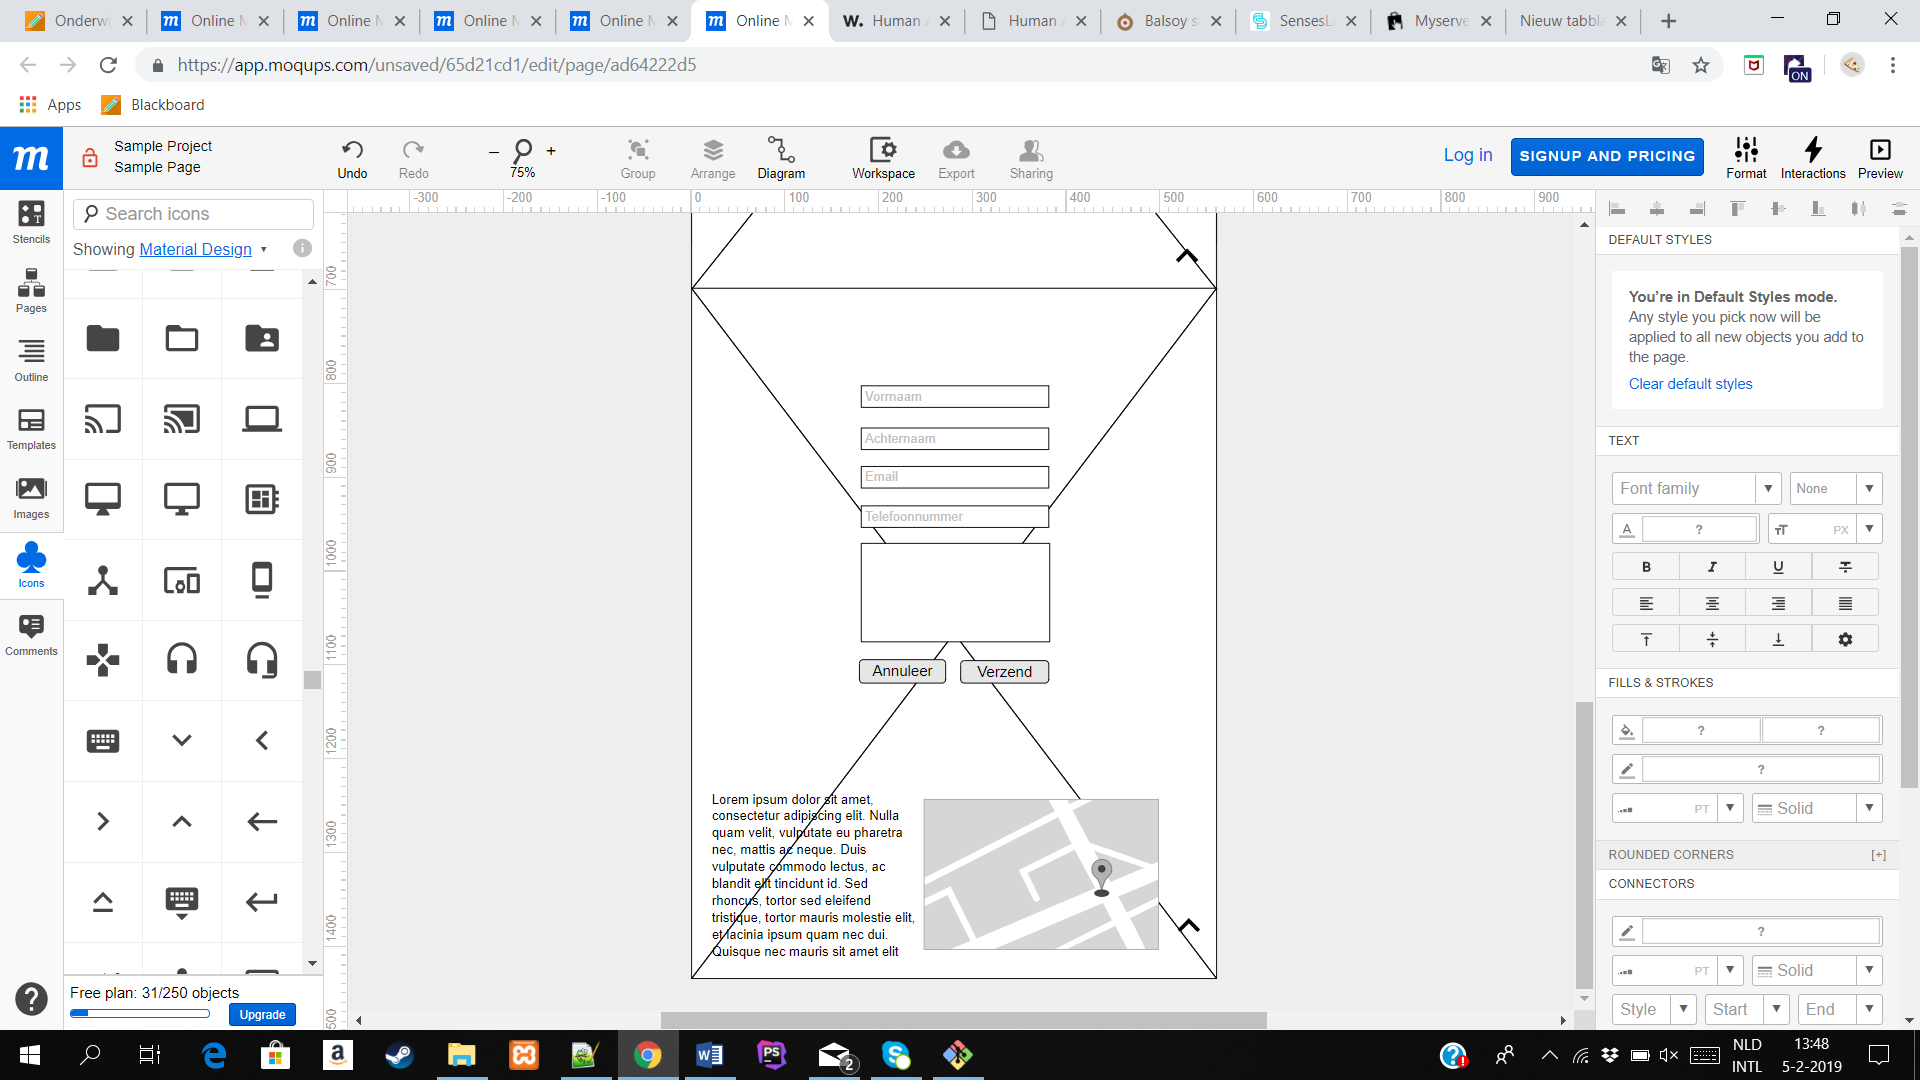 Onderwi
Online M
Online M
Online M
Online M
Online M
W. Human A
Human A
Balsoy s
SensesL
Myserve
Nieuw tabbla
https://app.moqups.com/unsaved/65d21cd1/edit/page/ad64222d5
ON
Apps
Blackboard
m
Sample Project
Sample Page
Undo
Redo
– 75% +
Group
Arrange
Diagram
Workspace
Export
Sharing
Log in
SIGNUP AND PRICING
Format
Interactions
Preview
Stencils
Pages
Outline
Templates
Images
Icons
Comments
Search icons
Showing Material Design
-300 -200 -100 0 100 200 300 400 500 600 700 800 900
700
800
900
1000
1100
1200
1300
1400
500
Vorrnaam
Achternaam
Email
Telefoonnummer
Annuleer
Verzend
Lorem ipsum dolor sit amet,
consectetur adipiscing elit. Nulla
quam velit, vulputate eu pharetra
nec, mattis ac neque. Duis
vulputate commodo lectus, ac
blandit elit tincidunt id. Sed
rhoncus, tortor sed eleifend
tristique, tortor mauris molestie elit,
et lacinia ipsum quam nec dui.
Quisque nec mauris sit amet elit
DEFAULT STYLES
You're in Default Styles mode.
Any style you pick now will be
applied to all new objects you add to
the page.
Clear default styles
TEXT
Font family
None
A ?
TT PX
B I U
FILLS & STROKES
? ?
?
PT Solid
ROUNDED CORNERS [+]
CONNECTORS
?
PT Solid
Style Start End
Free plan: 31/250 objects
Upgrade
2
NLD
INTL
13:48
5-2-2019